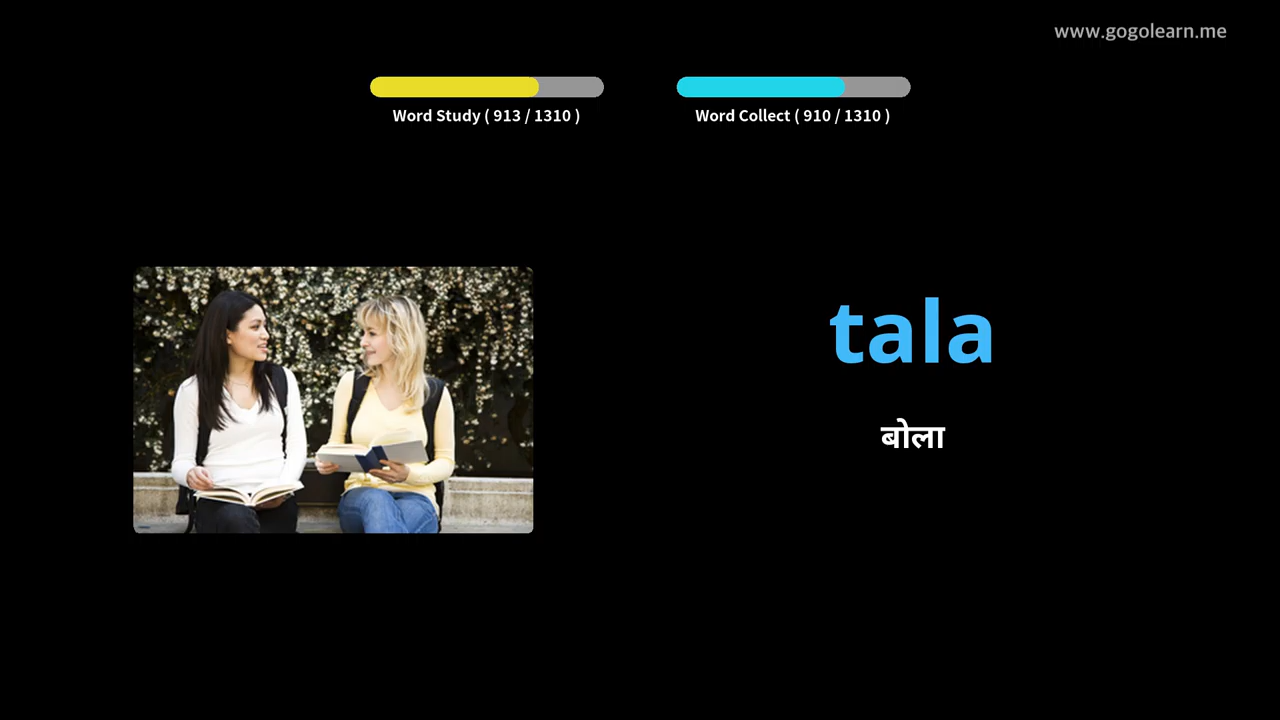 www.gogolearn.me
Word Study ( 913 / 1310 )
Word Collect ( 910 / 1310 )
tala
बोला